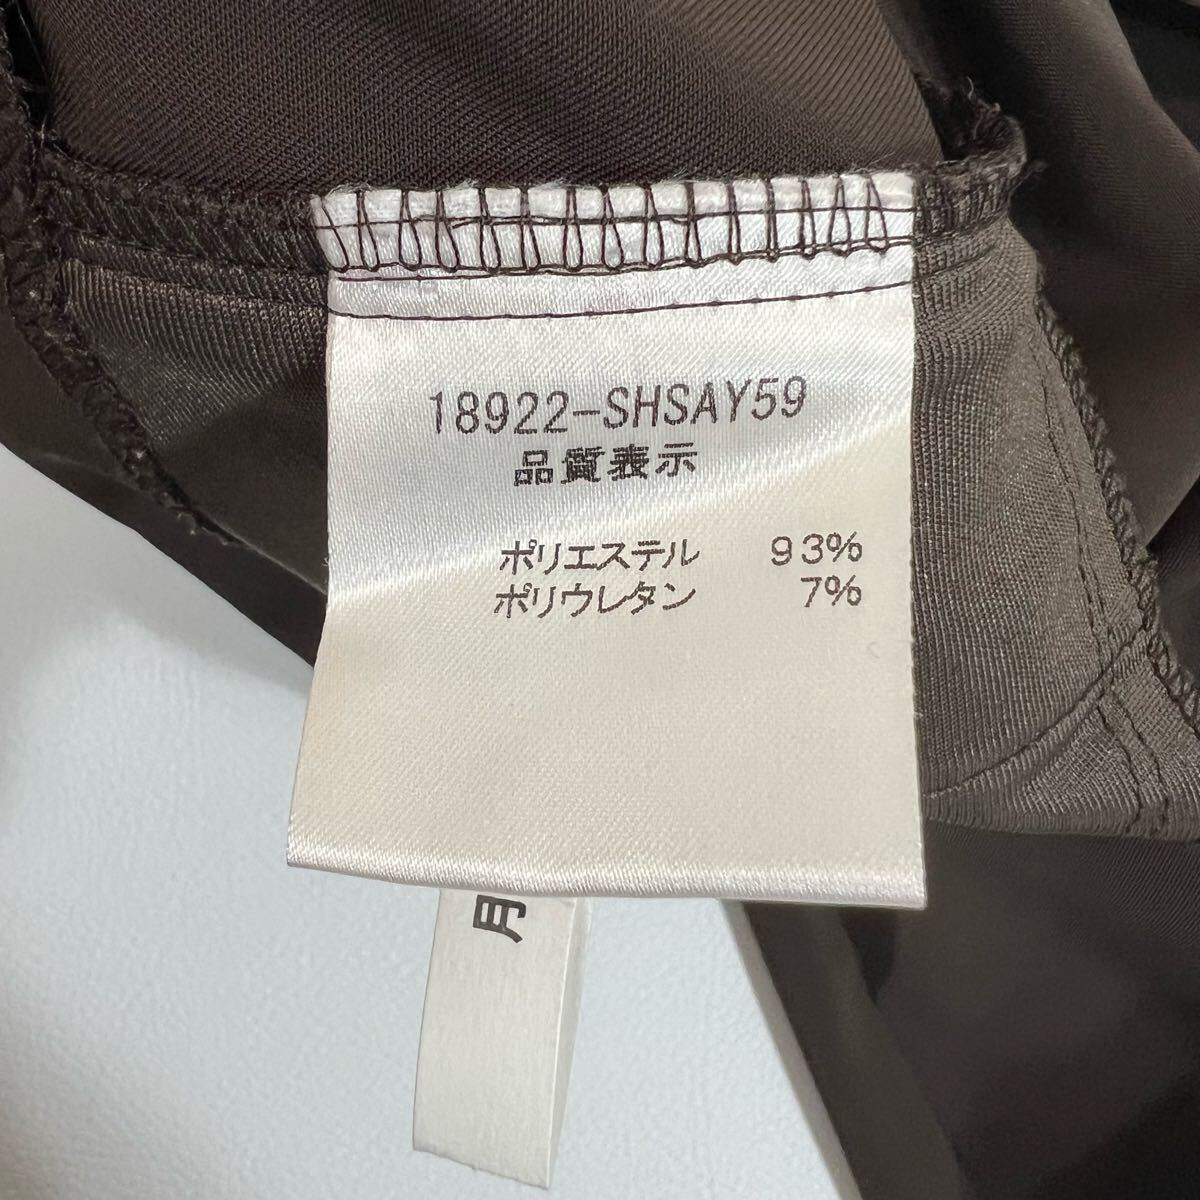 18922-SHSAY59
品質表示
ポリエステル 93%
ポリウレタン 7%
月